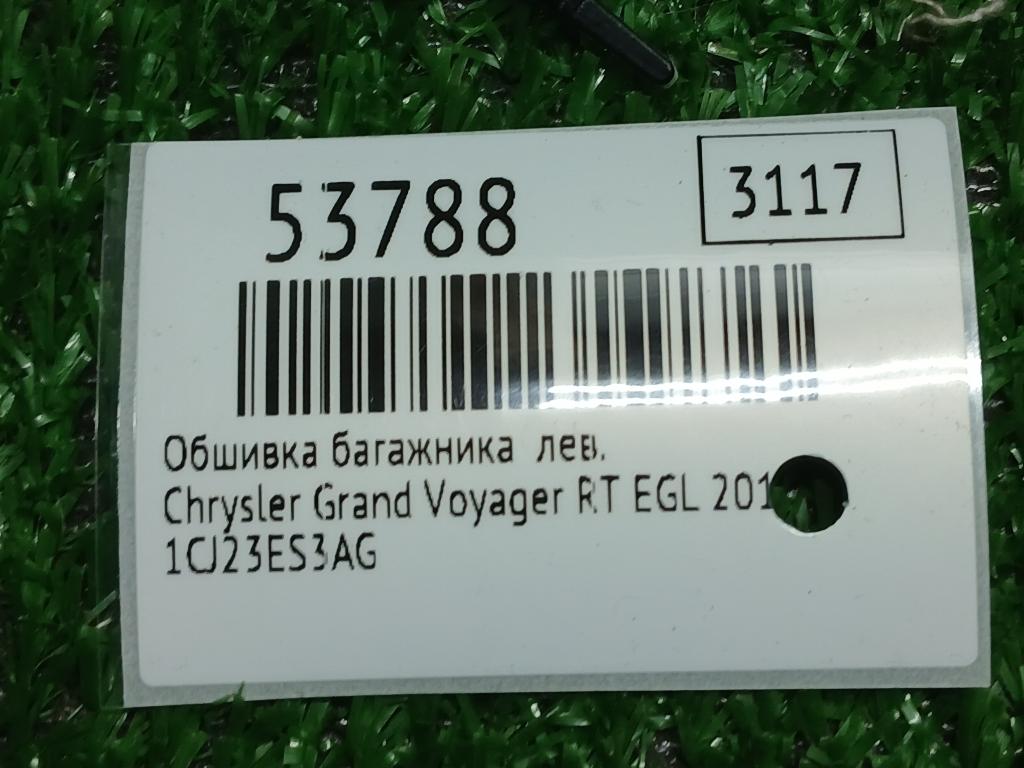 53788
3117
Обшивка багажника лев.
Chrysler Grand Voyager RT EGL
1CJ23ES3AG